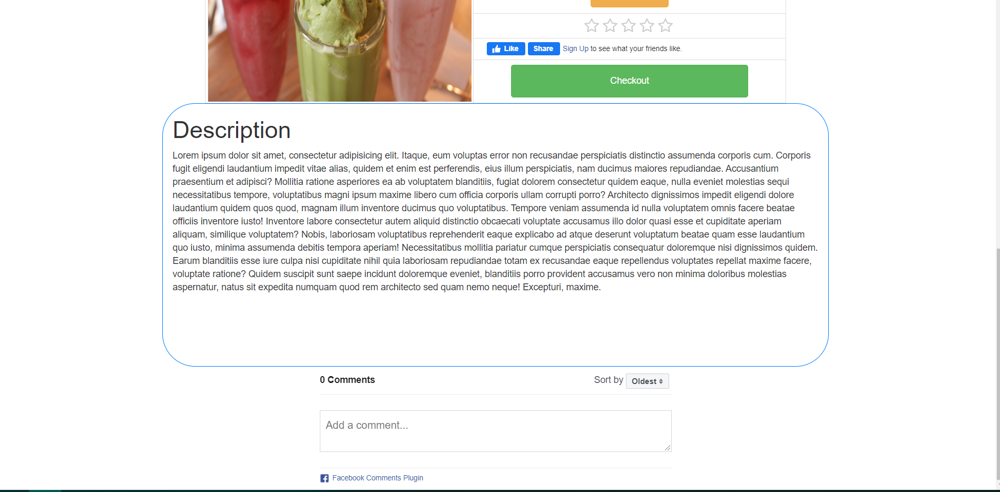 Like Share Sign Up to see what your friends like.
Checkout
Description
Lorem ipsum dolor sit amet, consectetur adipisicing elit. Itaque, eum voluptas error non recusandae perspiciatis distinctio assumenda corporis cum. Corporis
fugit eligendi laudantium impedit vitae alias, quidem et enim est perferendis, eius illum perspiciatis, nam ducimus maiores repudiandae. Accusantium
praesentium et adipisci? Mollitia ratione asperiores ea ab voluptatem blanditiis, fugiat dolorem consectetur quidem eaque, nulla eveniet molestias sequi
necessitatibus tempore, voluptatibus magni ipsum maxime libero cum officia corporis ullam corrupti porro? Architecto dignissimos impedit eligendi dolore
laudantium quidem quos quod, magnam illum inventore ducimus quo voluptatibus. Tempore veniam assumenda id nulla voluptatem omnis facere beatae
officiis inventore iusto! Inventore labore consectetur autem aliquid distinctio obcaecati voluptate accusamus illo dolor quasi esse et cupiditate aperiam
aliquam, similique voluptatem? Nobis, laboriosam voluptatibus reprehenderit eaque explicabo ad atque deserunt voluptatum beatae quam esse laudantium
quo iusto, minima assumenda debitis tempora aperiam! Necessitatibus mollitia pariatur cumque perspiciatis consequatur doloremque nisi dignissimos quidem.
Earum blanditiis esse iure culpa nisi cupiditate nihil quia laboriosam repudiandae totam ex recusandae eaque repellendus voluptates repellat maxime facere,
voluptate ratione? Quidem suscipit sunt saepe incidunt doloremque eveniet, blanditiis porro provident accusamus vero non minima doloribus molestias
aspernatur, natus sit expedita numquam quod rem architecto sed quam nemo neque! Excepturi, maxime.
0 Comments Sort by Oldest
Add a comment...
Facebook Comments Plugin